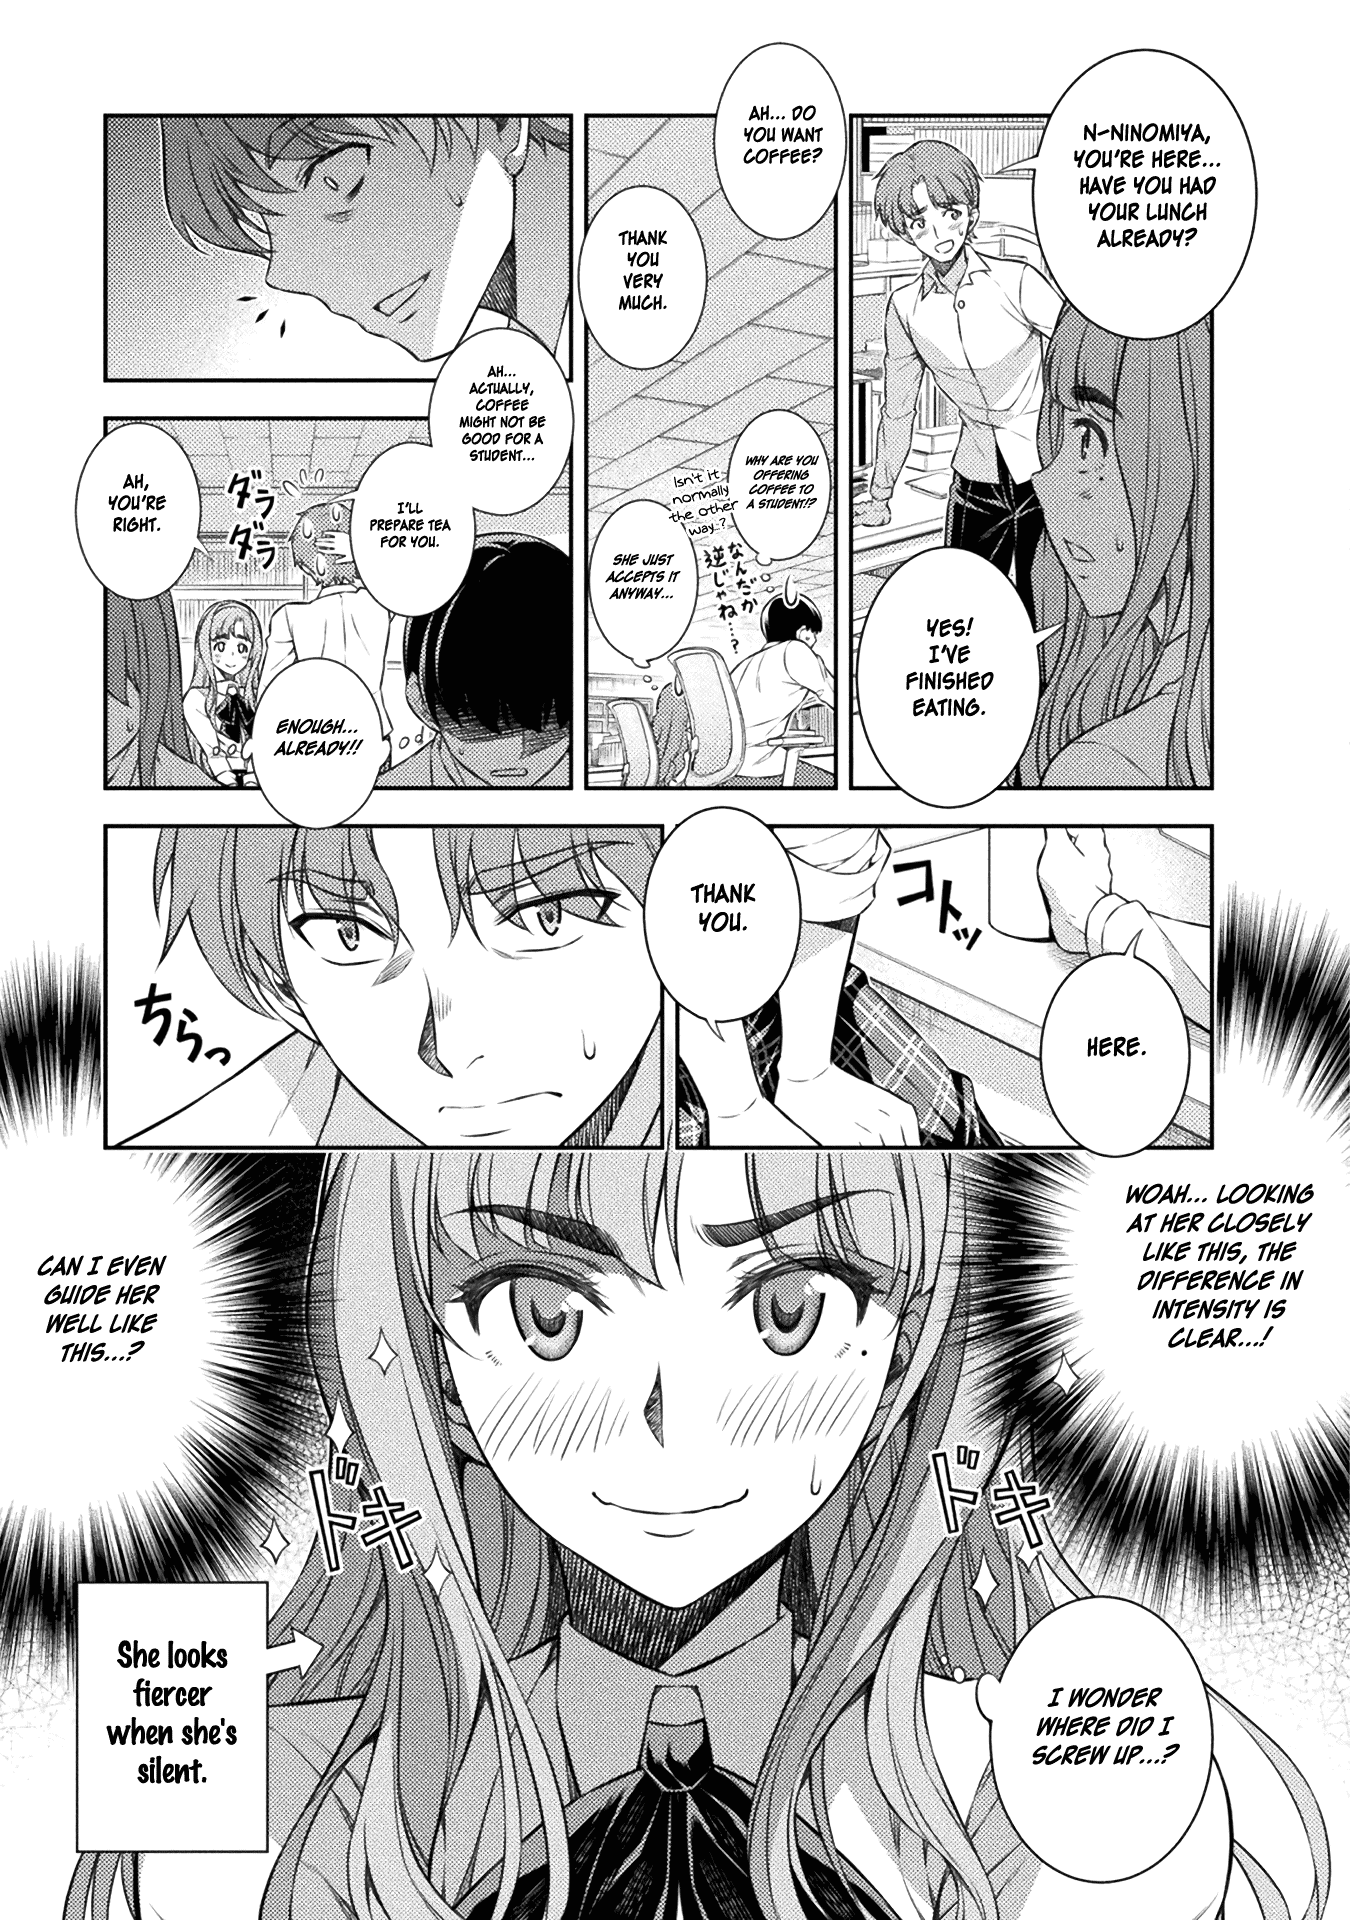 N-NINOMIYA,
YOU'RE HERE...
HAVE YOU HAD
YOUR LUNCH
ALREADY?
YES!
I'VE
FINISHED
EATING.
AH... DO
YOU WANT
COFFEE?
THANK
YOU
VERY
MUCH.
WHY ARE YOU
OFFERING
COFFEE TO
A STUDENT!?
Isn't it
normally
the other
way..?
なんだか
逆じゃね…?
SHE JUST
ACCEPTS IT
ANYWAY...
AH...
ACTUALLY,
COFFEE
MIGHT NOT BE
GOOD FOR A
STUDENT...
I'LL
PREPARE TEA
FOR YOU.
ダラ
ダラ
AH,
YOU'RE
RIGHT.
ENOUGH...
ALREADY!!
コトッ
HERE.
THANK
YOU.
ちらっ
WOAH... LOOKING
AT HER CLOSELY
LIKE THIS, THE
DIFFERENCE IN
INTENSITY IS
CLEAR...!
CAN I EVEN
GUIDE HER
WELL LIKE
THIS...?
ドキ
ドキ
I WONDER
WHERE DID I
SCREW UP...?
She looks
fiercer
when she's
silent.